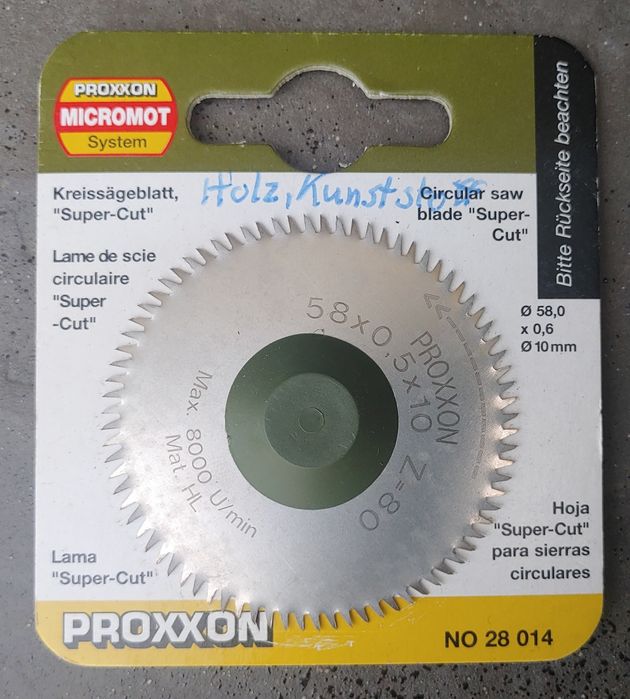 PROXXON
MICROMOT
System
Bitte Rückseite beachten
Holz, Kunststoff
Kreissägeblatt,
"Super-Cut"
Circular saw
blade "Super-
Cut"
Lame de scie
circulaire
"Super
-Cut"
Ø 58,0
x 0,6
Ø 10 mm
PROXXON
58x0,5x10 Z=80
Max. 8000 U/min
Mat. HL
Hoja
"Super-Cut"
para sierras
circulares
Lama
"Super-Cut"
PROXXON
NO 28 014